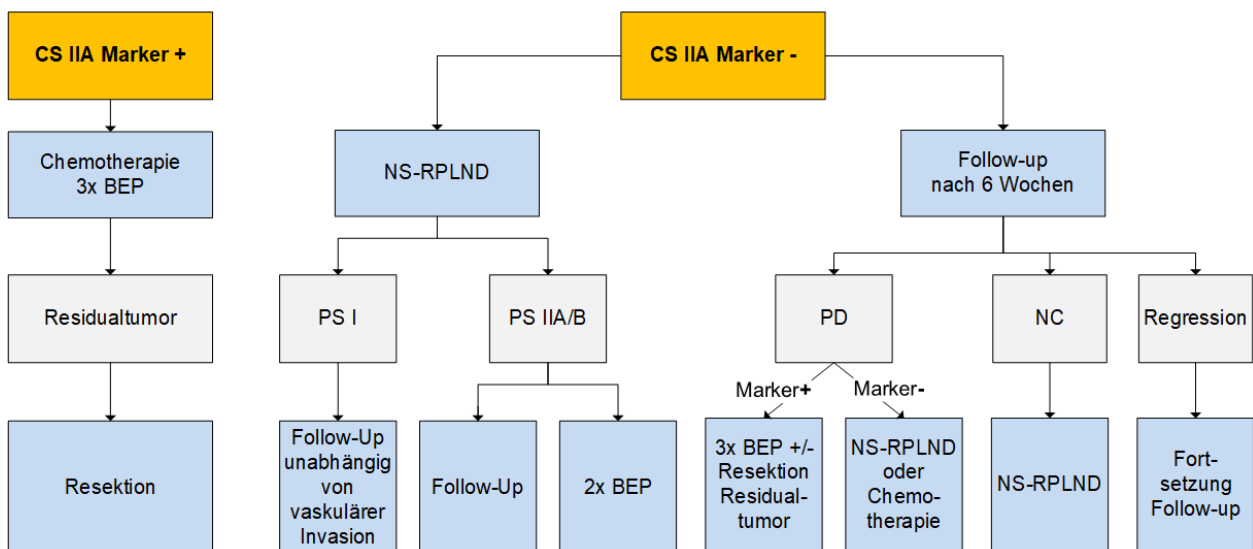 CS IIA Marker +
CS IIA Marker -
Chemotherapie
3x BEP
NS-RPLND
Follow-up
nach 6 Wochen
Residualtumor
PS I
PS IIA/B
PD
NC
Regression
Marker+
Marker-
Resektion
Follow-Up
unabhängig
von
vaskulärer
Invasion
Follow-Up
2x BEP
3x BEP +/-
Resektion
Residual-
tumor
NS-RPLND
oder
Chemo-
therapie
NS-RPLND
Fort-
setzung
Follow-up